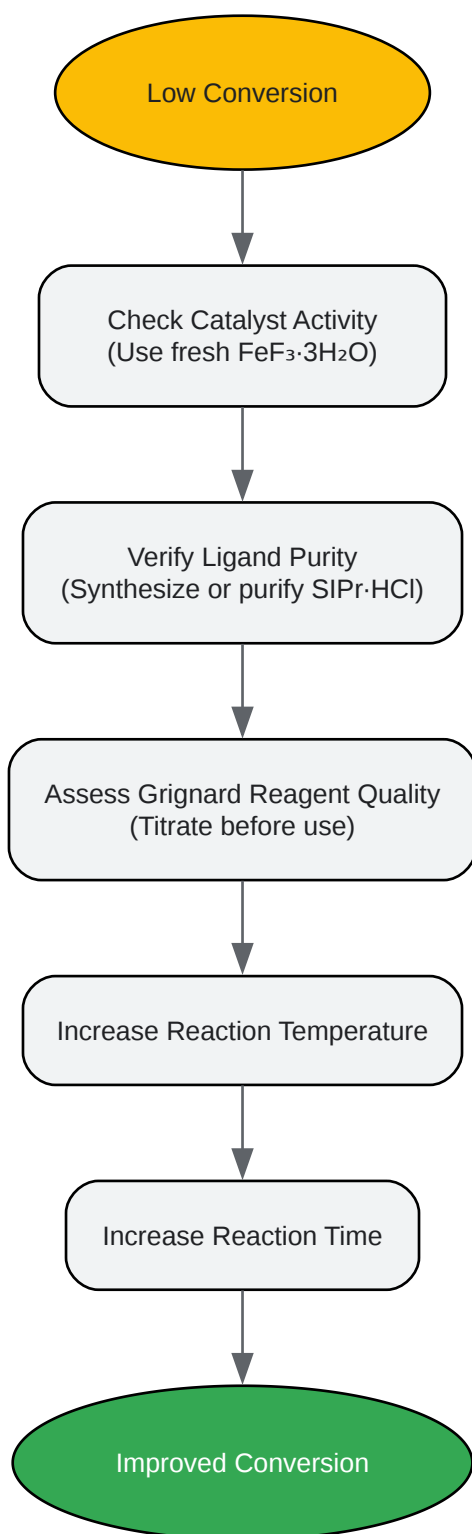 Low Conversion
Check Catalyst Activity
(Use fresh FeF₃·3H₂O)
Verify Ligand Purity
(Synthesize or purify SIPr·HCl)
Assess Grignard Reagent Quality
(Titrate before use)
Increase Reaction Temperature
Increase Reaction Time
Improved Conversion